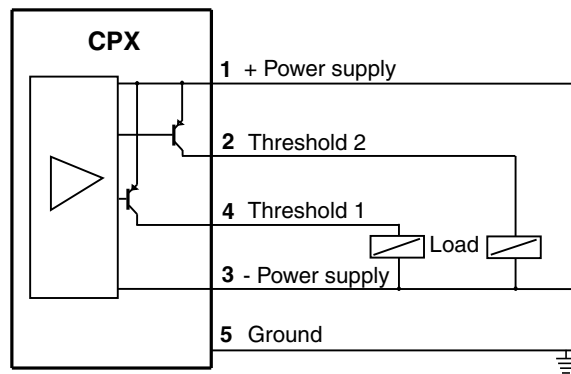 CPX
1 + Power supply
2 Threshold 2
4 Threshold 1
Load
3 - Power supply
5 Ground